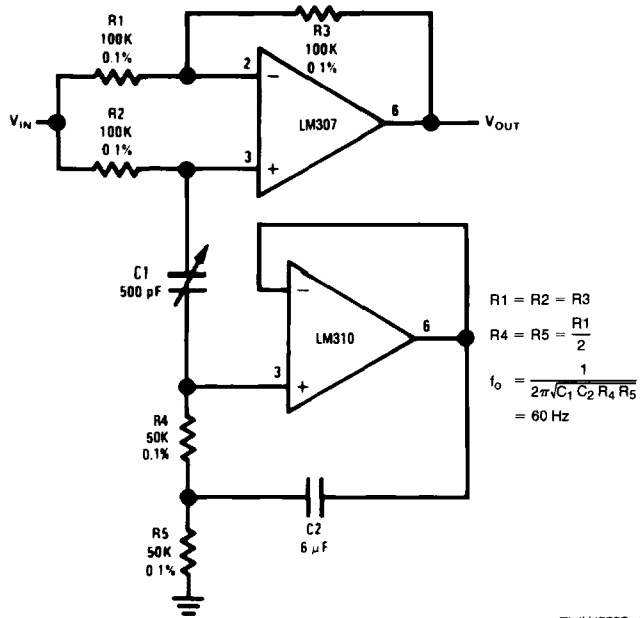 R1
100K
0.1%
R3
100K
0.1%
2
−
LM307
6
VIN
VOUT
R2
100K
0.1%
3
+
C1
500 pF
−
LM310
6
3
+
R1 = R2 = R3
R4 = R5 = R1/2
fo = 1/(2π√C1 C2 R4 R5)
= 60 Hz
R4
50K
0.1%
C2
6 μF
R5
50K
0.1%